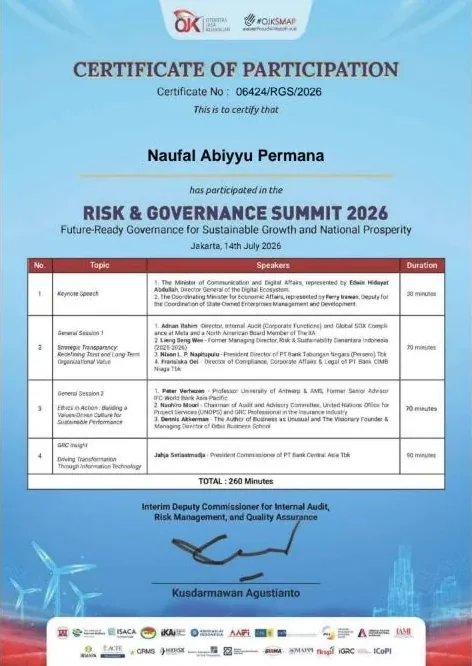 OJK OTORITAS JASA KEUANGAN
#OJKSMAP
CERTIFICATE OF PARTICIPATION
Certificate No : 06424/RGS/2026
This is to certify that
Naufal Abiyyu Permana
has participated in the
RISK & GOVERNANCE SUMMIT 2026
Future-Ready Governance for Sustainable Growth and National Prosperity
Jakarta, 14th July 2026
No. Topic Speakers Duration
1
Keynote Speech
1. The Minister of Communication and Digital Affairs, represented by Edwin Hidayat
Abdullah, Director General of the Digital Ecosystem.
2. The Coordinating Minister for Economic Affairs, represented by Ferry Irawan, Deputy for
the Coordination of State-Owned Enterprises Management and Development.
30 minutes
2
General Session 1
Strategic Transparency:
Redefining Trust and Long-Term
Organizational Value
1. Adnan Rahim Director, Internal Audit (Corporate Functions) and Global SOX Compli-
ance at Meta and a North American Board Member of The IIA
2. Lieng Seng Wee - Former Managing Director, Risk & Sustainability Danantara Indonesia
(2025-2026)
3. Nixon L. P. Napitupulu - President Director of PT Bank Tabungan Negara (Persero) Tbk
4. Fransiska Oei - Director of Compliance, Corporate Affairs & Legal of PT Bank CIMB
Niaga Tbk
70 minutes
3
General Session 2
Ethics in Action : Building a
Values-Driven Culture for
Sustainable Performance
1. Peter Verhezen - Professor University of Antwerp & AMS, Former Senior Advisor
IFC-World Bank Asia-Pacific
2. Naohiro Mouri - Chairman of Audit and Advisory Committee, United Nations Office for
Project Services (UNOPS) and GRC Professional in the Insurance Industry
3. Dennis Akkerman - The Author of Business as Unusual and The Visionary Founder &
Managing Director of Orbis Business School
70 minutes
4
GRC Insight
Driving Transformation
Through Information Technology
Jahja Setiaatmadja - President Commissioner of PT Bank Central Asia Tbk
90 minutes
TOTAL : 260 Minutes
Interim Deputy Commissioner for Internal Audit,
Risk Management, and Quality Assurance
Kusdarmawan Agustianto
ISACA iKAI AAIFI IAMI
ACFE CPMS IIGRC ICoPI